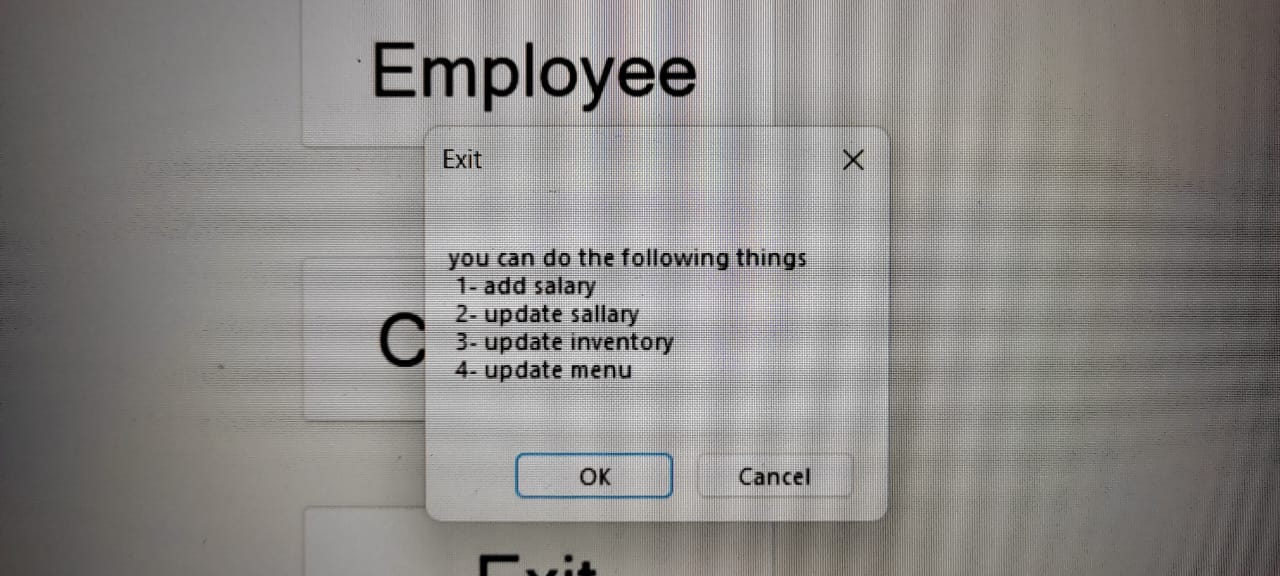 Employee
Exit
you can do the following things
1- add salary
2- update sallary
3- update inventory
4- update menu
C
OK
Cancel
Exit